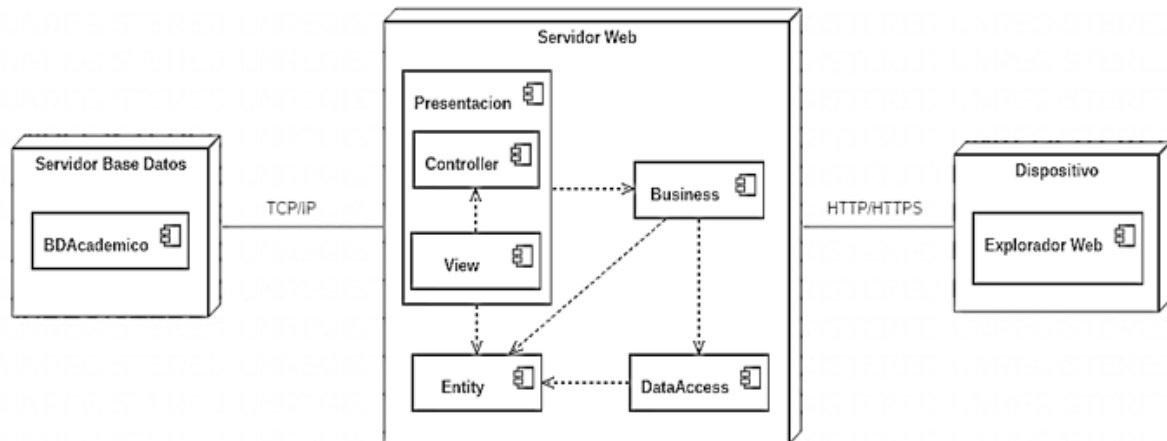 Servidor Web
Presentacion
Controller
View
Business
Entity
DataAccess
Servidor Base Datos
BDAcademico
TCP/IP
HTTP/HTTPS
Dispositivo
Explorador Web